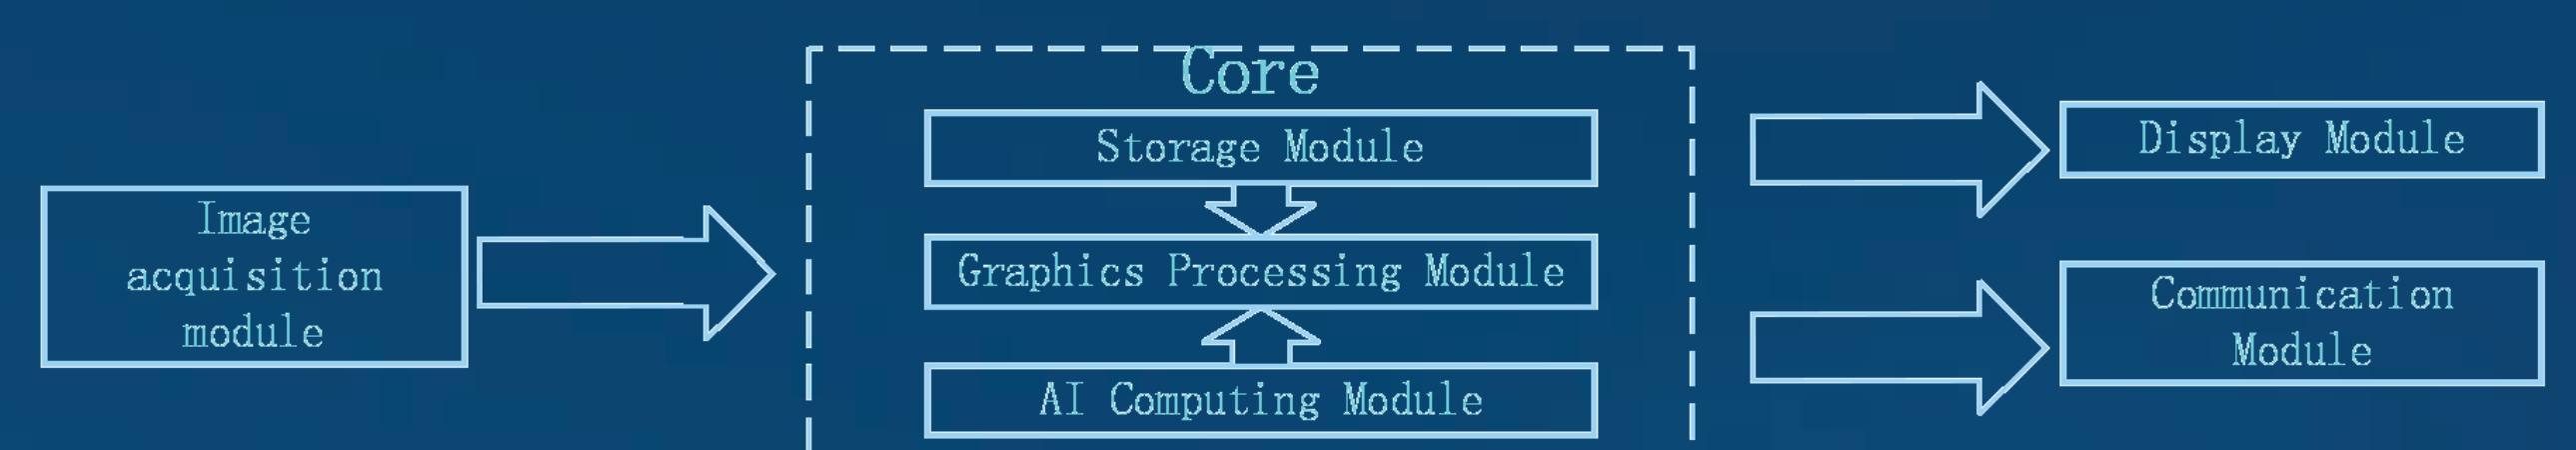 Image
acquisition
module
Core
Storage Module
Graphics Processing Module
AI Computing Module
Display Module
Communication
Module